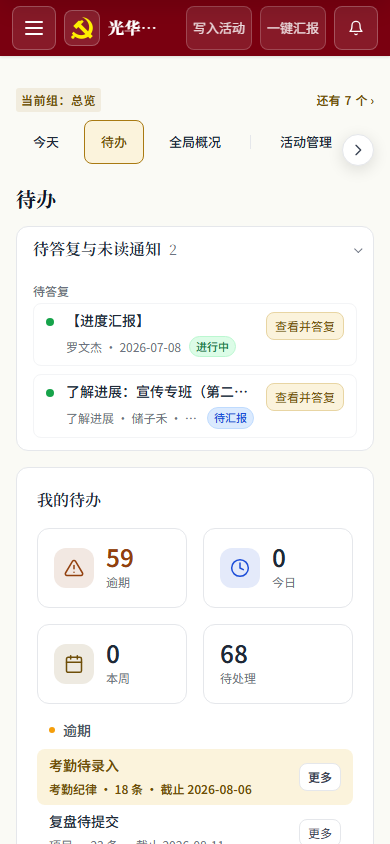 光华…
写入活动
一键汇报
当前组：总览
还有 7 个 ›
今天
待办
全局概况
活动管理
待办
待答复与未读通知 2
待答复
【进度汇报】
查看并答复
罗文杰 • 2026-07-08 进行中
了解进展：宣传专班（第二…
查看并答复
了解进展 • 储子禾 • … 待汇报
我的待办
59
逾期
0
今日
0
本周
68
待处理
逾期
考勤待录入
更多
考勤纪律 • 18 条 • 截止 2026-08-06
复盘待提交
更多